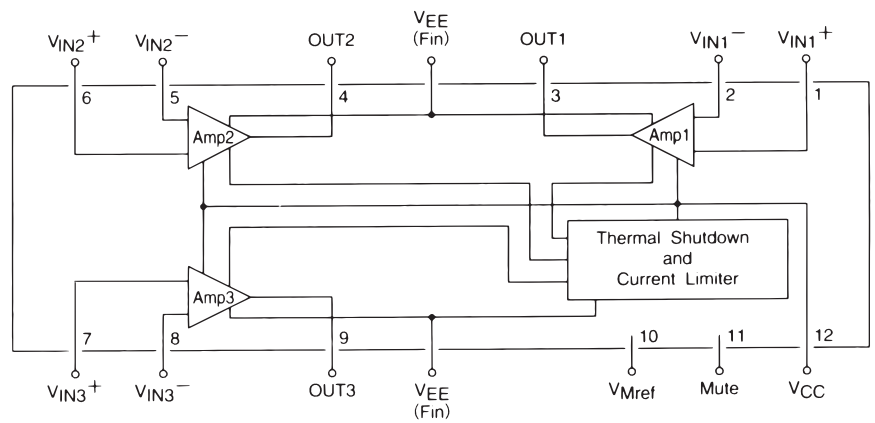 VIN2+ VIN2− OUT2 VEE OUT1 VIN1− VIN1+
(Fin)
6 5 4 3 2 1
Amp2 Amp1
Thermal Shutdown
and
Current Limiter
Amp3
7 8 9 10 11 12
VIN3+ VIN3− OUT3 VEE VMref Mute VCC
(Fin)